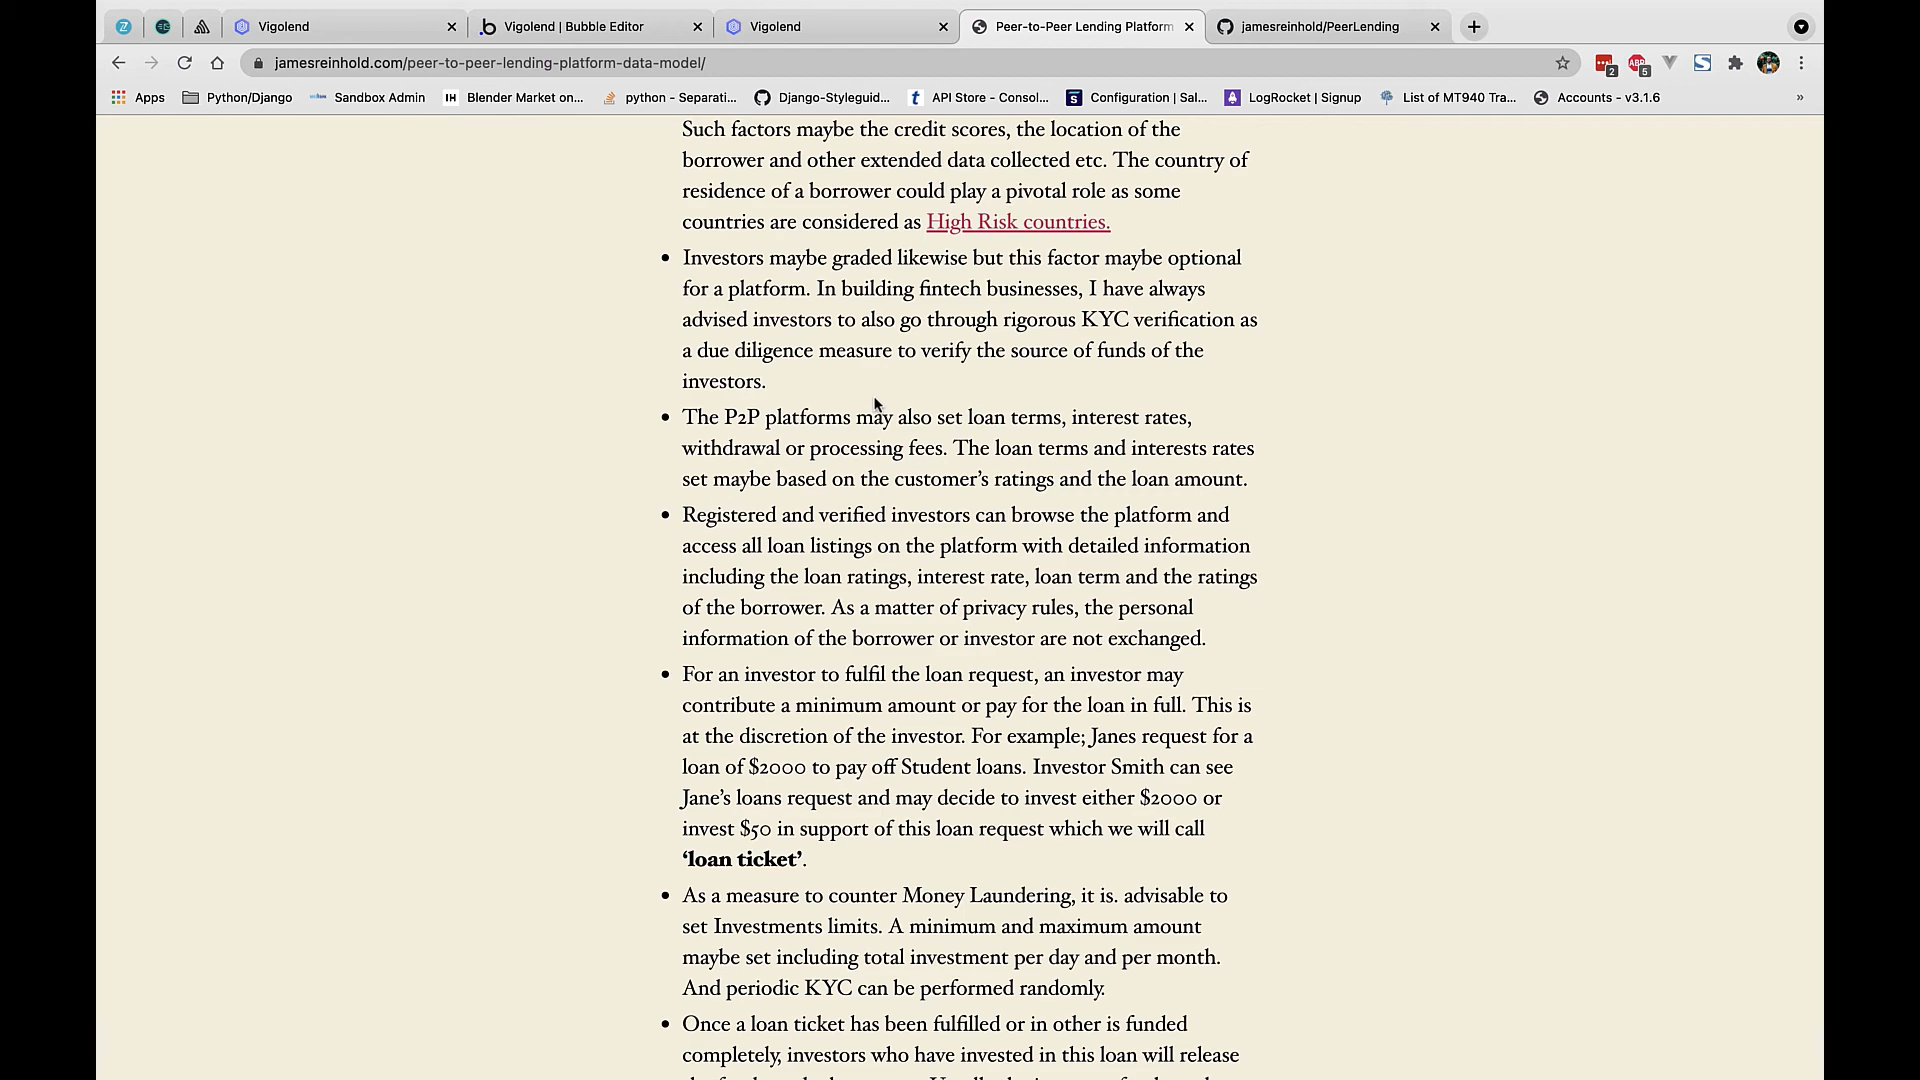 Vigolend
Vigolend | Bubble Editor
Vigolend
Peer-to-Peer Lending Platform
jamesreinhold/PeerLending
jamesreinhold.com/peer-to-peer-lending-platform-data-model/
2
5
Apps
Python/Django
Sandbox Admin
Blender Market on...
python - Separati...
Django-Styleguid...
API Store - Consol...
Configuration | Sal...
LogRocket | Signup
List of MT940 Tra...
Accounts - v3.1.6
»
Such factors maybe the credit scores, the location of the
borrower and other extended data collected etc. The country of
residence of a borrower could play a pivotal role as some
countries are considered as High Risk countries.
• Investors maybe graded likewise but this factor maybe optional
for a platform. In building fintech businesses, I have always
advised investors to also go through rigorous KYC verification as
a due diligence measure to verify the source of funds of the
investors.
• The P2P platforms may also set loan terms, interest rates,
withdrawal or processing fees. The loan terms and interests rates
set maybe based on the customer’s ratings and the loan amount.
• Registered and verified investors can browse the platform and
access all loan listings on the platform with detailed information
including the loan ratings, interest rate, loan term and the ratings
of the borrower. As a matter of privacy rules, the personal
information of the borrower or investor are not exchanged.
• For an investor to fulfil the loan request, an investor may
contribute a minimum amount or pay for the loan in full. This is
at the discretion of the investor. For example; Janes request for a
loan of $2000 to pay off Student loans. Investor Smith can see
Jane’s loans request and may decide to invest either $2000 or
invest $50 in support of this loan request which we will call
‘loan ticket’.
• As a measure to counter Money Laundering, it is. advisable to
set Investments limits. A minimum and maximum amount
maybe set including total investment per day and per month.
And periodic KYC can be performed randomly.
• Once a loan ticket has been fulfilled or in other is funded
completely, investors who have invested in this loan will release